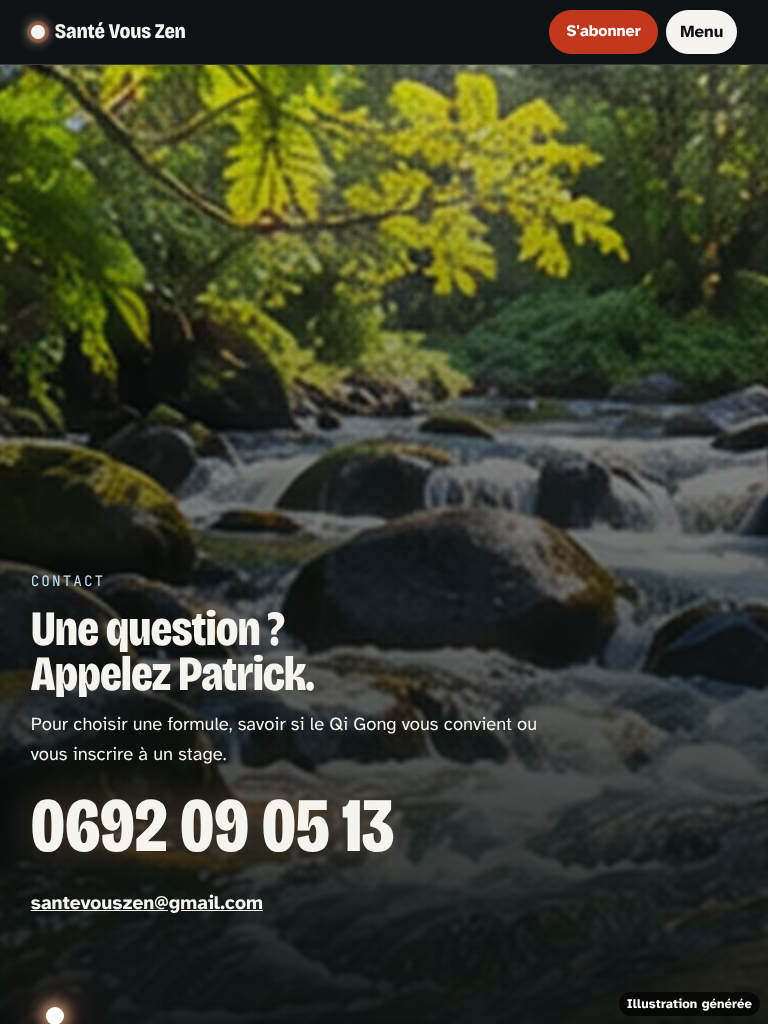 Santé Vous Zen
S'abonner
Menu
CONTACT
Une question ?
Appelez Patrick.
Pour choisir une formule, savoir si le Qi Gong vous convient ou
vous inscrire à un stage.
0692 09 05 13
santevouszen@gmail.com
Illustration générée